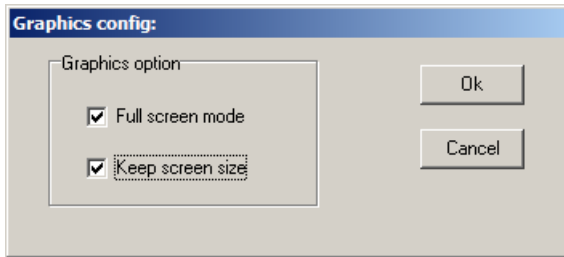 Graphics config:
Graphics option
Full screen mode
Keep screen size
Ok
Cancel